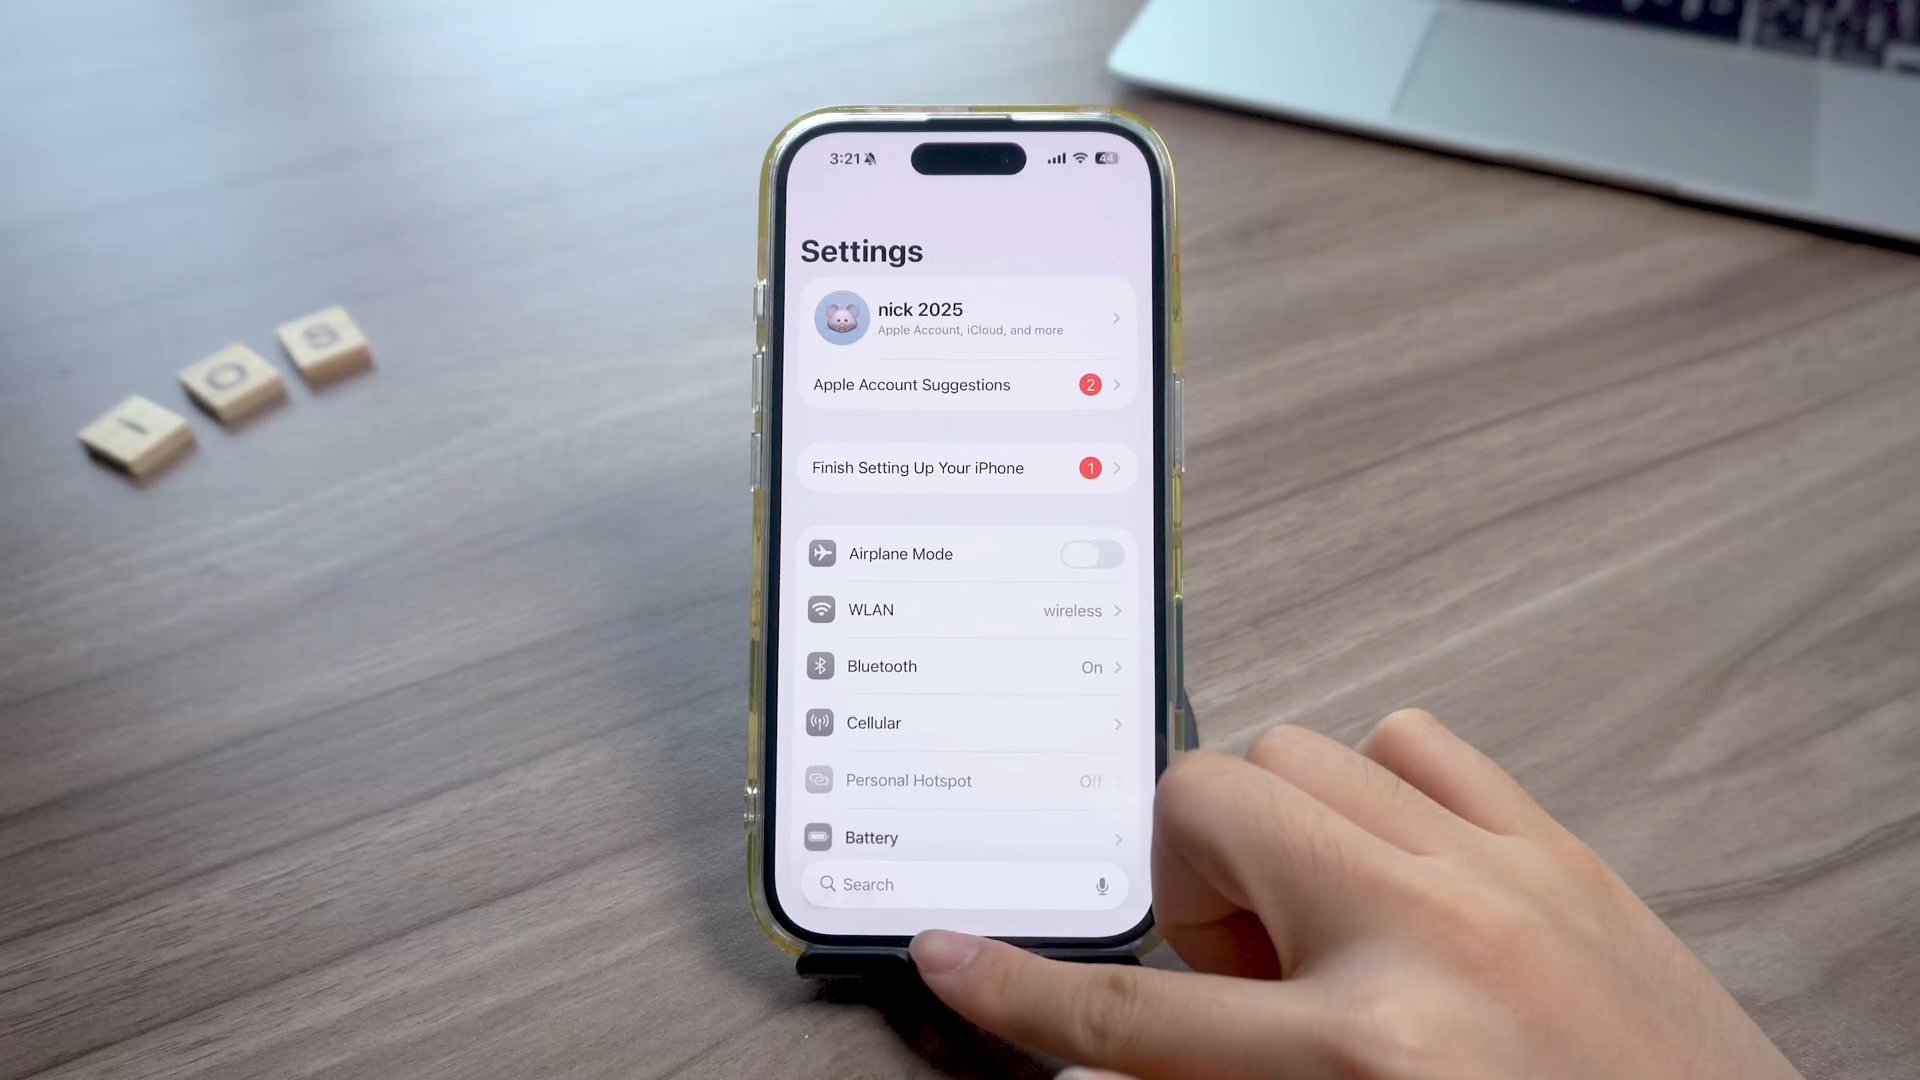 I O S
3:21 44
Settings
nick 2025
Apple Account, iCloud, and more
Apple Account Suggestions 2
Finish Setting Up Your iPhone 1
Airplane Mode
WLAN wireless
Bluetooth On
Cellular
Personal Hotspot Off
Battery
Search